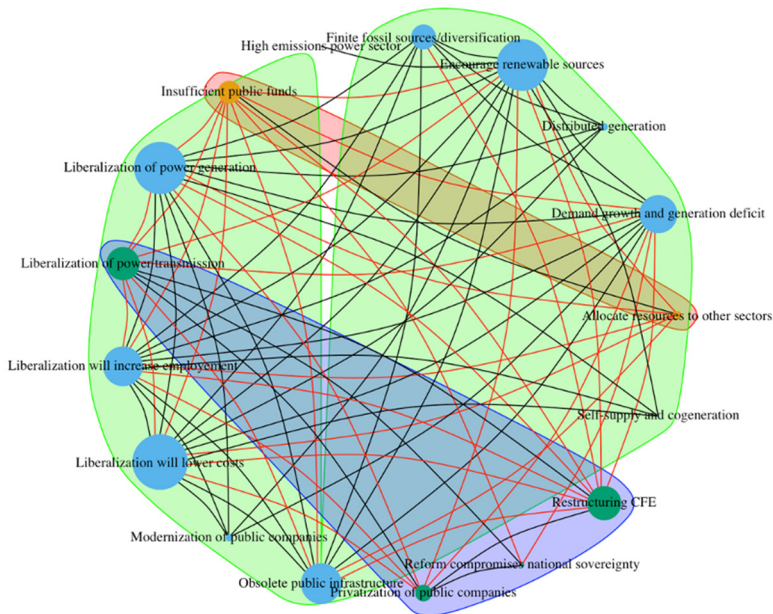 Finite fossil sources/diversification
High emissions power sector
Encourage renewable sources
Insufficient public funds
Distributed generation
Liberalization of power generation
Demand growth and generation deficit
Liberalization of power transmission
Allocate resources to other sectors
Liberalization will increase employement
Self-supply and cogeneration
Liberalization will lower costs
Restructuring CFE
Modernization of public companies
Reform compromises national sovereignty
Obsolete public infrastructure
Privatization of public companies